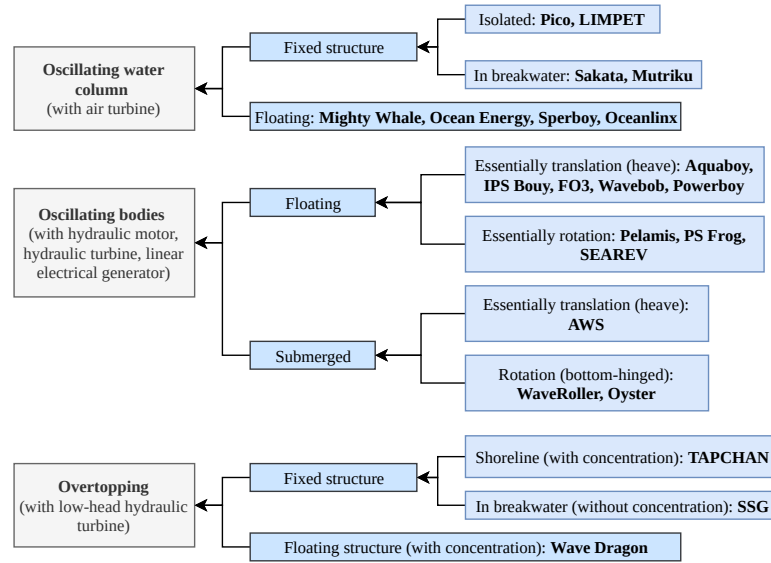 Oscillating water
column
(with air turbine)
Fixed structure
Isolated: Pico, LIMPET
In breakwater: Sakata, Mutriku
Floating: Mighty Whale, Ocean Energy, Sperboy, Oceanlinx
Oscillating bodies
(with hydraulic motor,
hydraulic turbine, linear
electrical generator)
Floating
Essentially translation (heave): Aquaboy,
IPS Bouy, FO3, Wavebob, Powerboy
Essentially rotation: Pelamis, PS Frog,
SEAREV
Submerged
Essentially translation (heave):
AWS
Rotation (bottom-hinged):
WaveRoller, Oyster
Overtopping
(with low-head hydraulic
turbine)
Fixed structure
Shoreline (with concentration): TAPCHAN
In breakwater (without concentration): SSG
Floating structure (with concentration): Wave Dragon